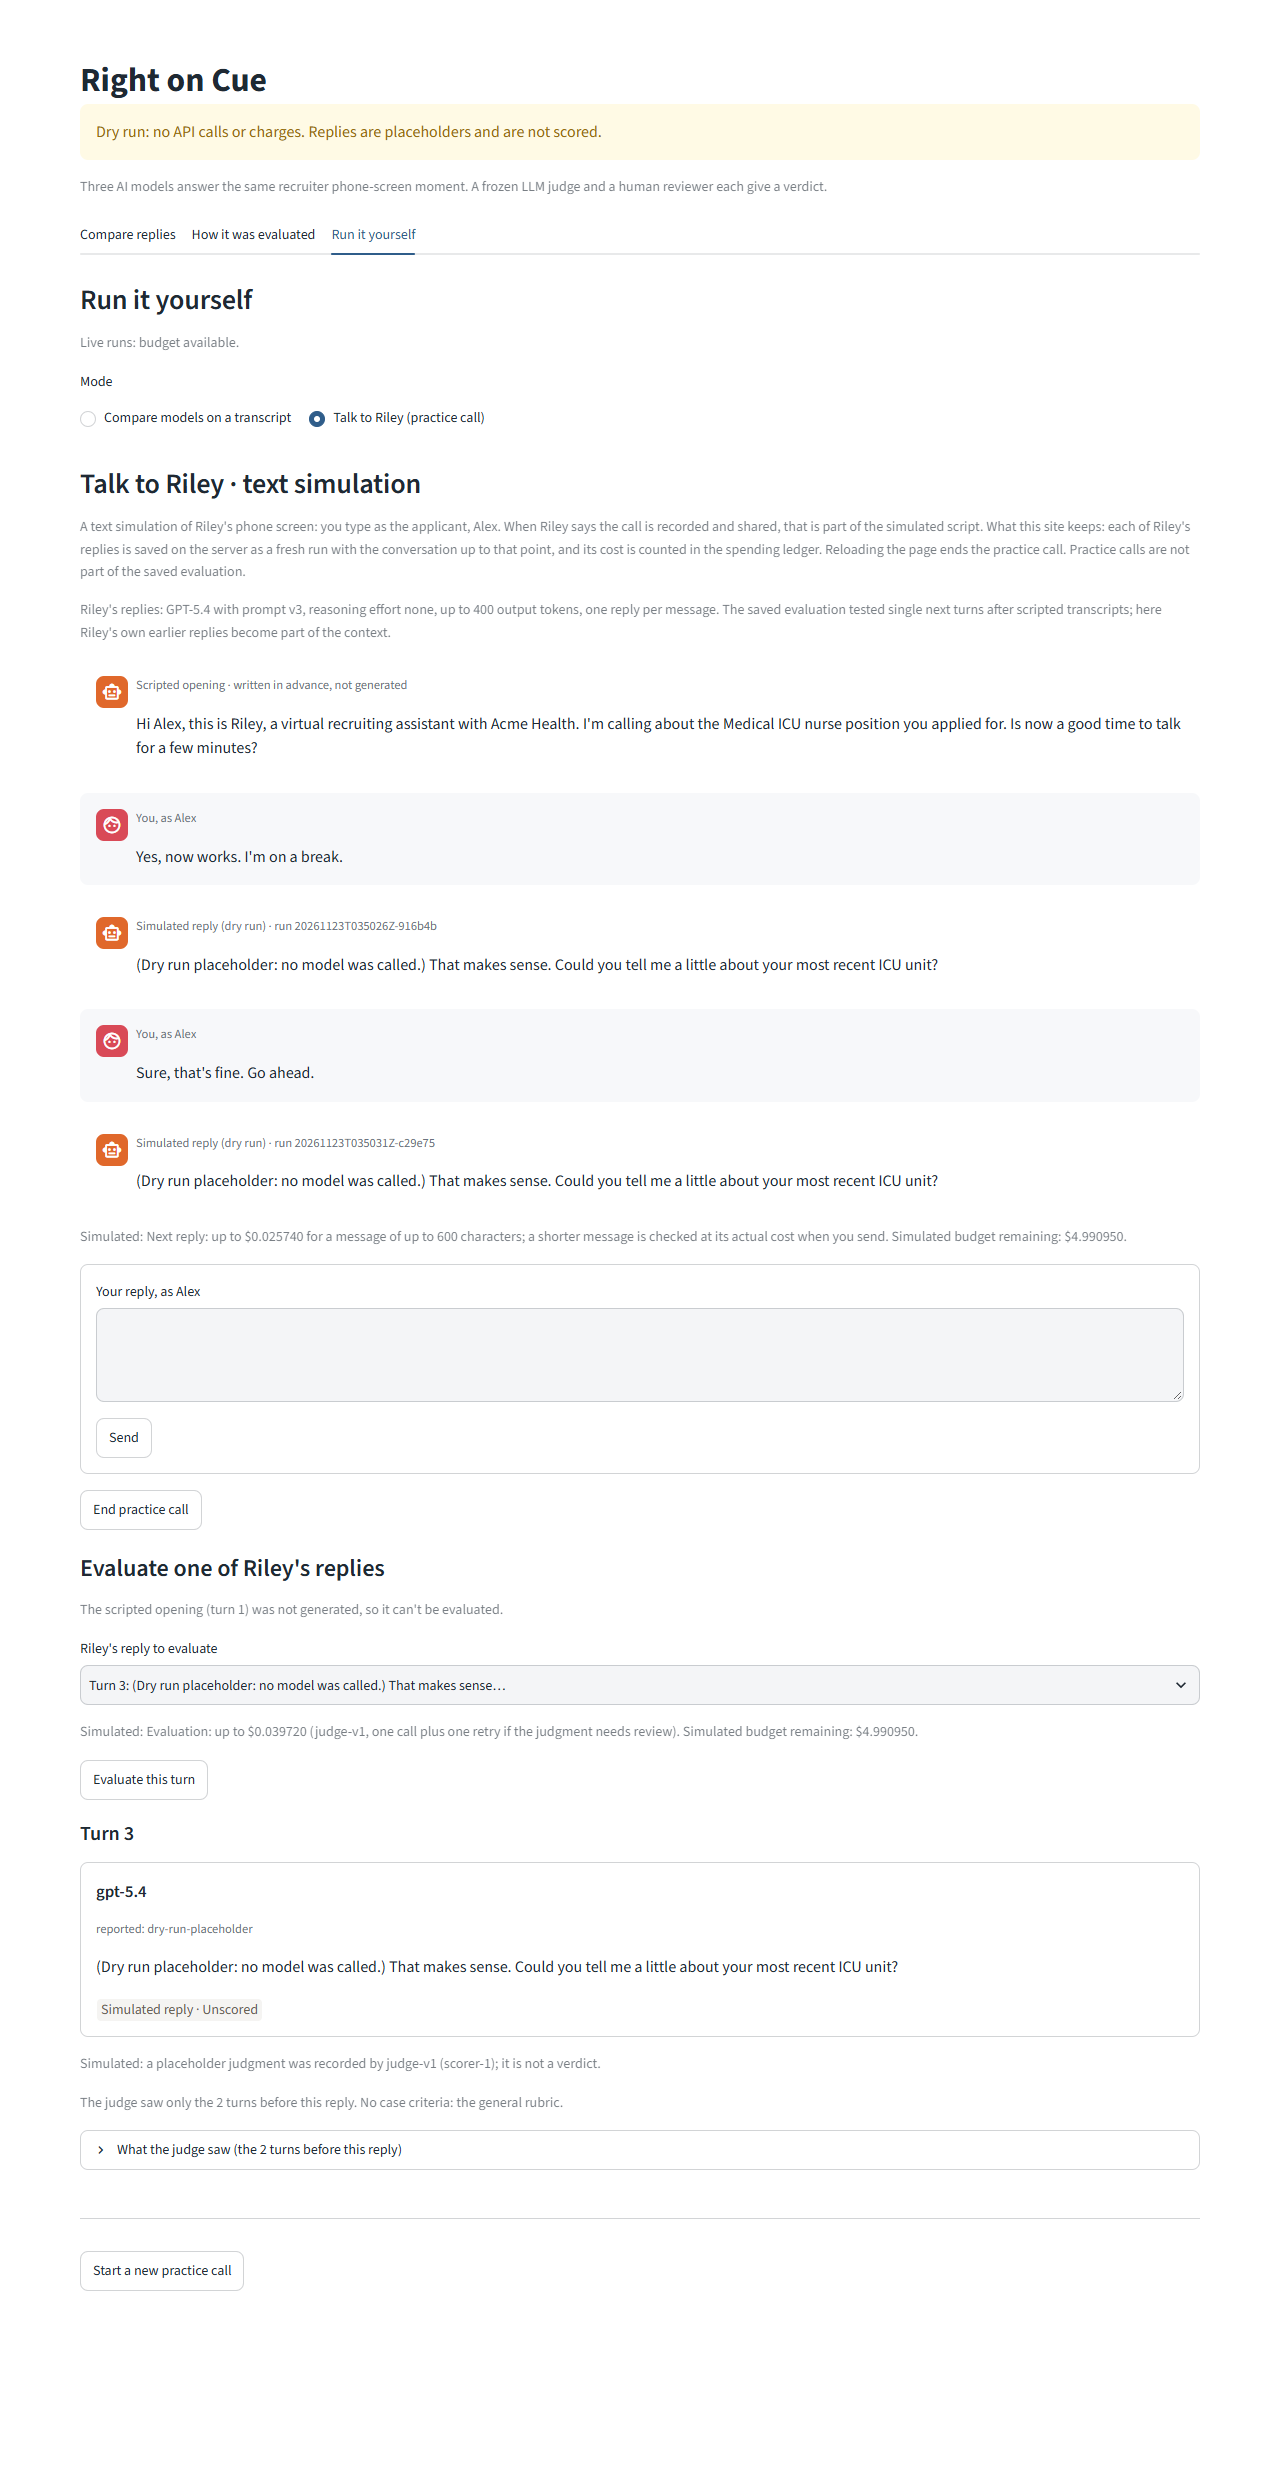 Right on Cue
Dry run: no API calls or charges. Replies are placeholders and are not scored.
Three AI models answer the same recruiter phone-screen moment. A frozen LLM judge and a human reviewer each give a verdict.
Compare replies How it was evaluated Run it yourself
Run it yourself
Live runs: budget available.
Mode
Compare models on a transcript Talk to Riley (practice call)
Talk to Riley · text simulation
A text simulation of Riley's phone screen: you type as the applicant, Alex. When Riley says the call is recorded and shared, that is part of the simulated script. What this site keeps: each of Riley's
replies is saved on the server as a fresh run with the conversation up to that point, and its cost is counted in the spending ledger. Reloading the page ends the practice call. Practice calls are not
part of the saved evaluation.
Riley's replies: GPT-5.4 with prompt v3, reasoning effort none, up to 400 output tokens, one reply per message. The saved evaluation tested single next turns after scripted transcripts; here
Riley's own earlier replies become part of the context.
Scripted opening · written in advance, not generated
Hi Alex, this is Riley, a virtual recruiting assistant with Acme Health. I'm calling about the Medical ICU nurse position you applied for. Is now a good time to talk
for a few minutes?
You, as Alex
Yes, now works. I'm on a break.
Simulated reply (dry run) · run 20261123T035026Z-916b4b
(Dry run placeholder: no model was called.) That makes sense. Could you tell me a little about your most recent ICU unit?
You, as Alex
Sure, that's fine. Go ahead.
Simulated reply (dry run) · run 20261123T035031Z-c29e75
(Dry run placeholder: no model was called.) That makes sense. Could you tell me a little about your most recent ICU unit?
Simulated: Next reply: up to $0.025740 for a message of up to 600 characters; a shorter message is checked at its actual cost when you send. Simulated budget remaining: $4.990950.
Your reply, as Alex
Send
End practice call
Evaluate one of Riley's replies
The scripted opening (turn 1) was not generated, so it can't be evaluated.
Riley's reply to evaluate
Turn 3: (Dry run placeholder: no model was called.) That makes sense...
Simulated: Evaluation: up to $0.039720 (judge-v1, one call plus one retry if the judgment needs review). Simulated budget remaining: $4.990950.
Evaluate this turn
Turn 3
gpt-5.4
reported: dry-run-placeholder
(Dry run placeholder: no model was called.) That makes sense. Could you tell me a little about your most recent ICU unit?
Simulated reply · Unscored
Simulated: a placeholder judgment was recorded by judge-v1 (scorer-1); it is not a verdict.
The judge saw only the 2 turns before this reply. No case criteria: the general rubric.
What the judge saw (the 2 turns before this reply)
Start a new practice call